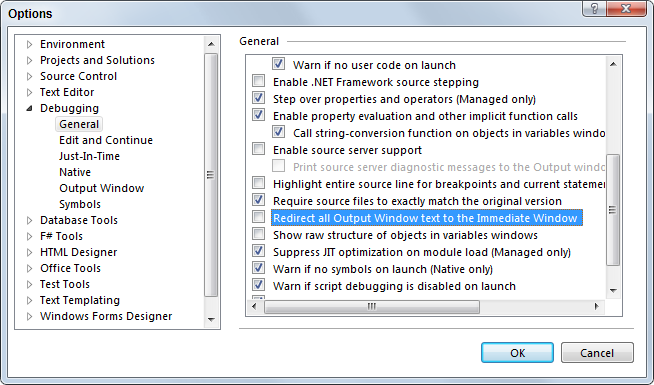 Options
Environment
Projects and Solutions
Source Control
Text Editor
Debugging
General
Edit and Continue
Just-In-Time
Native
Output Window
Symbols
Database Tools
F# Tools
HTML Designer
Office Tools
Test Tools
Text Templating
Windows Forms Designer
General
Warn if no user code on launch
Enable .NET Framework source stepping
Step over properties and operators (Managed only)
Enable property evaluation and other implicit function calls
Call string-conversion function on objects in variables windo
Enable source server support
Print source server diagnostic messages to the Output windo
Highlight entire source line for breakpoints and current stateme
Require source files to exactly match the original version
Redirect all Output Window text to the Immediate Window
Show raw structure of objects in variables windows
Suppress JIT optimization on module load (Managed only)
Warn if no symbols on launch (Native only)
Warn if script debugging is disabled on launch
OK
Cancel